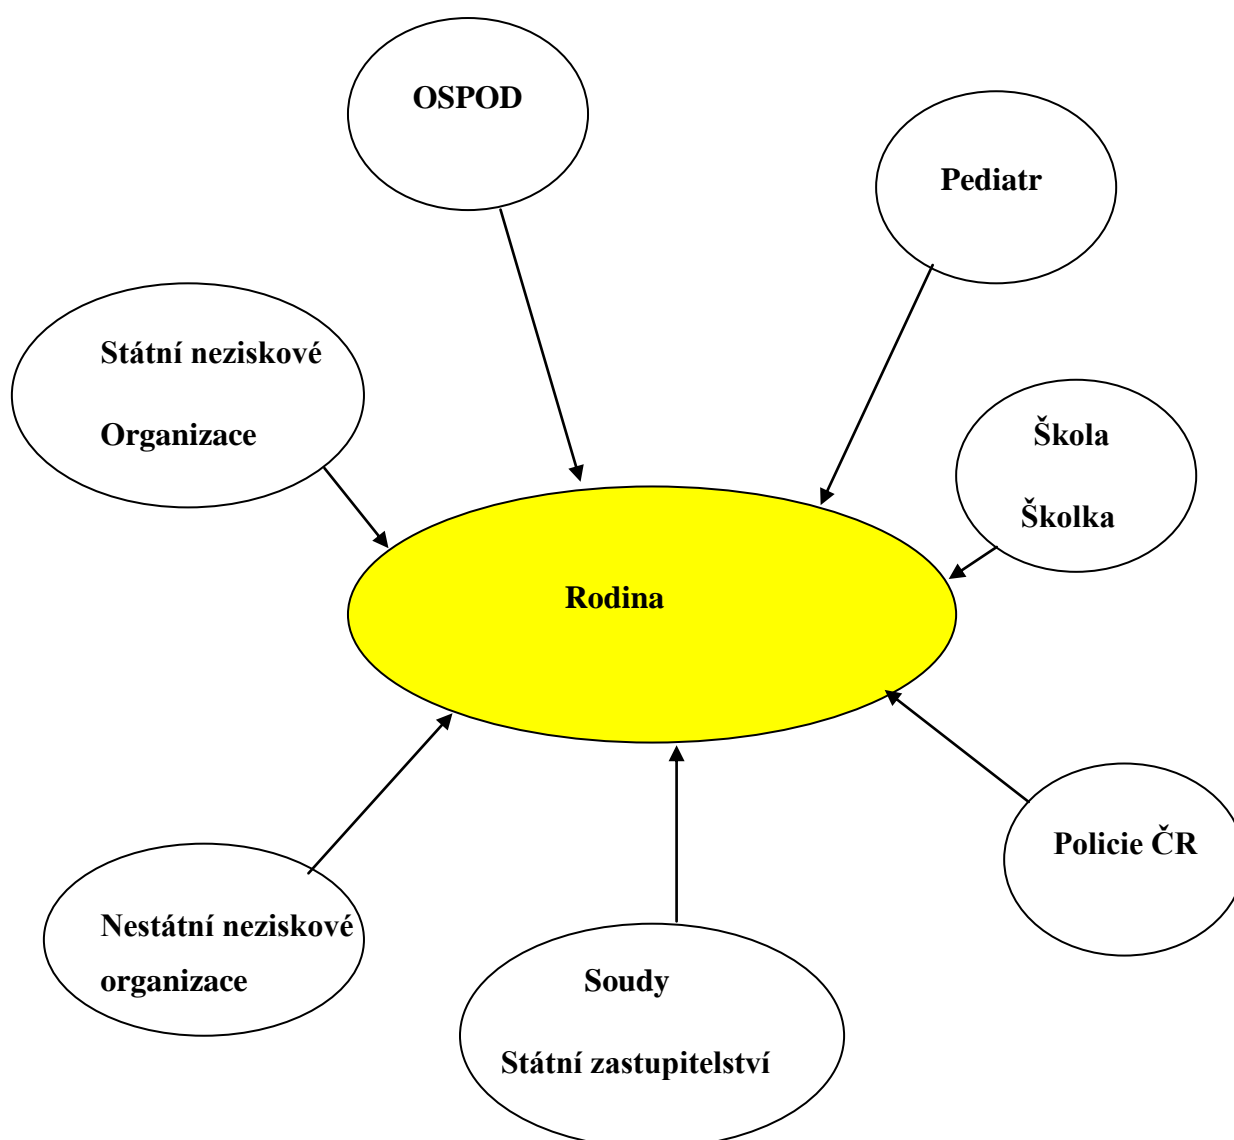 OSPOD
Pediatr
Státní neziskové
Organizace
Škola
Školka
Rodina
Policie ČR
Nestátní neziskové
organizace
Soudy
Státní zastupitelství